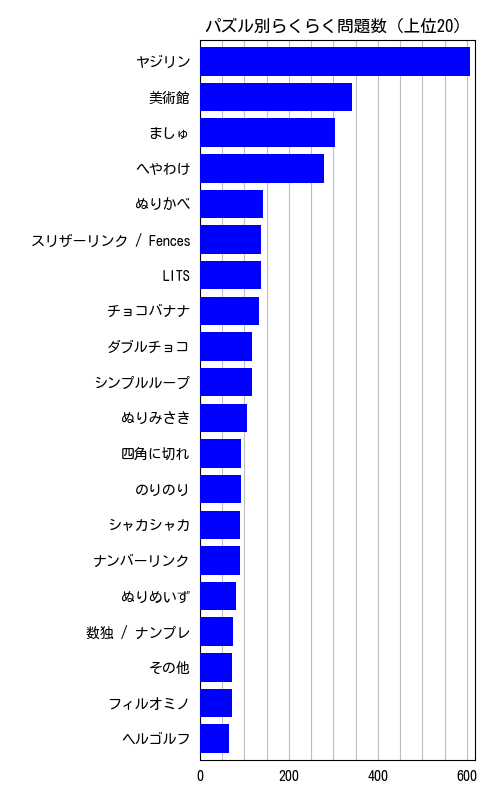 パズル別らくらく問題数 (上位20)
ヤジリン
美術館
ましゅ
へやわけ
ぬりかべ
スリザーリンク / Fences
LITS
チョコバナナ
ダブルチョコ
シンプルループ
ぬりみさき
四角に切れ
のりのり
シャカシャカ
ナンバーリンク
ぬりめいず
数独 / ナンプレ
その他
フィルオミノ
ヘルゴルフ
0 200 400 600